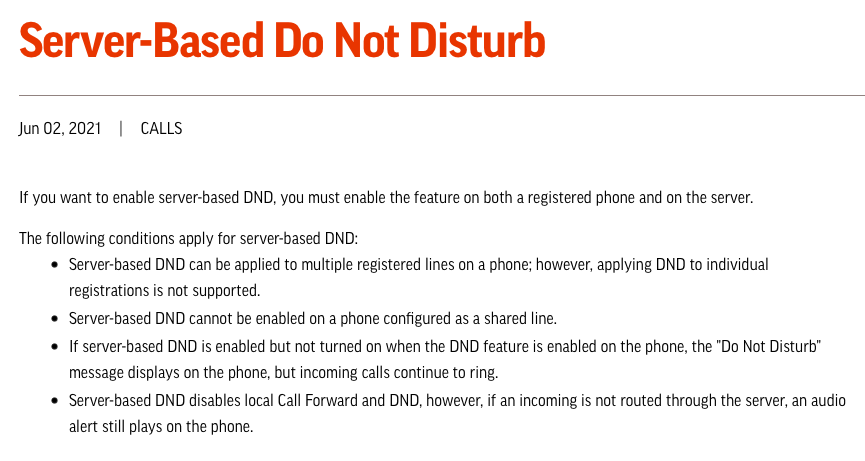 Server-Based Do Not Disturb
Jun 02, 2021 | CALLS
If you want to enable server-based DND, you must enable the feature on both a registered phone and on the server.
The following conditions apply for server-based DND:
• Server-based DND can be applied to multiple registered lines on a phone; however, applying DND to individual
registrations is not supported.
• Server-based DND cannot be enabled on a phone configured as a shared line.
• If server-based DND is enabled but not turned on when the DND feature is enabled on the phone, the "Do Not Disturb"
message displays on the phone, but incoming calls continue to ring.
• Server-based DND disables local Call Forward and DND, however, if an incoming is not routed through the server, an audio
alert still plays on the phone.